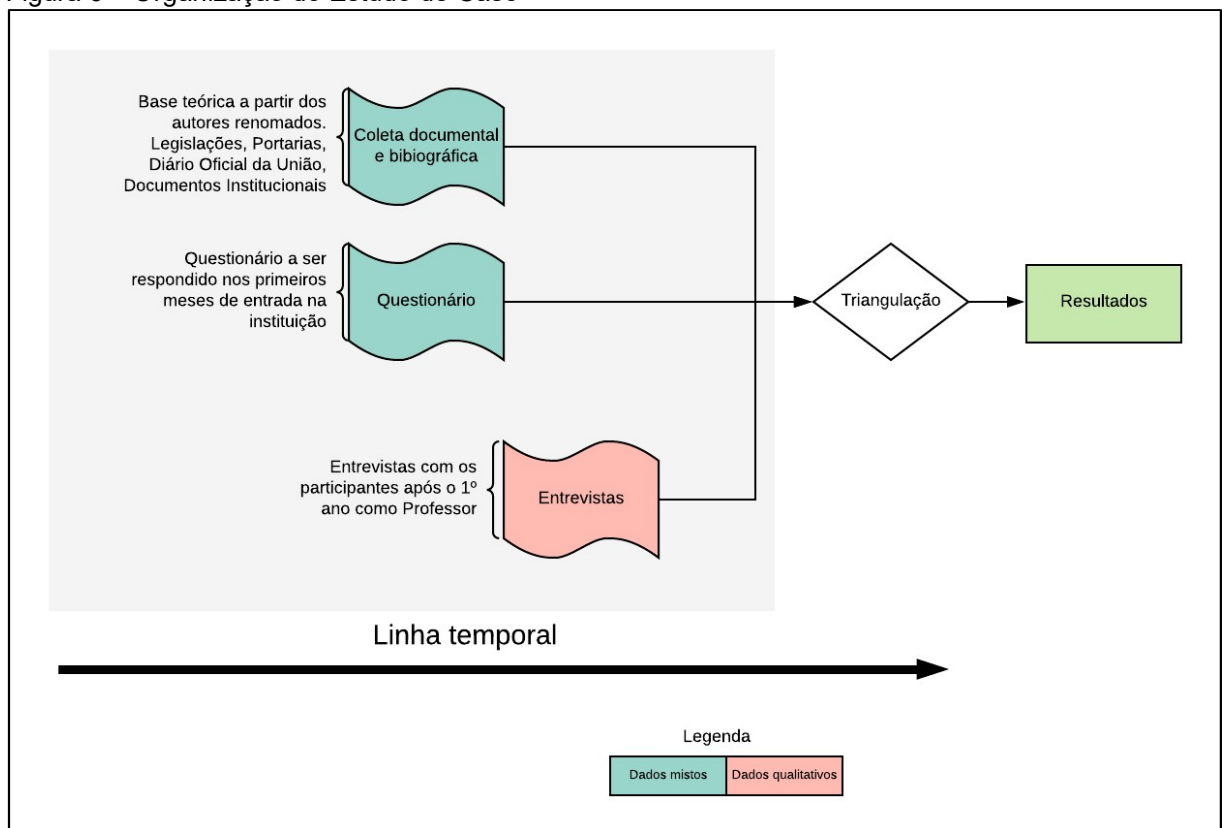 Base teórica a partir dos
autores renomados.
Legislações, Portarias,
Diário Oficial da União,
Documentos Institucionais
Coleta documental
e bibiográfica
Questionário a ser
respondido nos primeiros
meses de entrada na
instituição
Questionário
Triangulação
Resultados
Entrevistas com os
participantes após o 1º
ano como Professor
Entrevistas
Linha temporal
Legenda
Dados mistos
Dados qualitativos